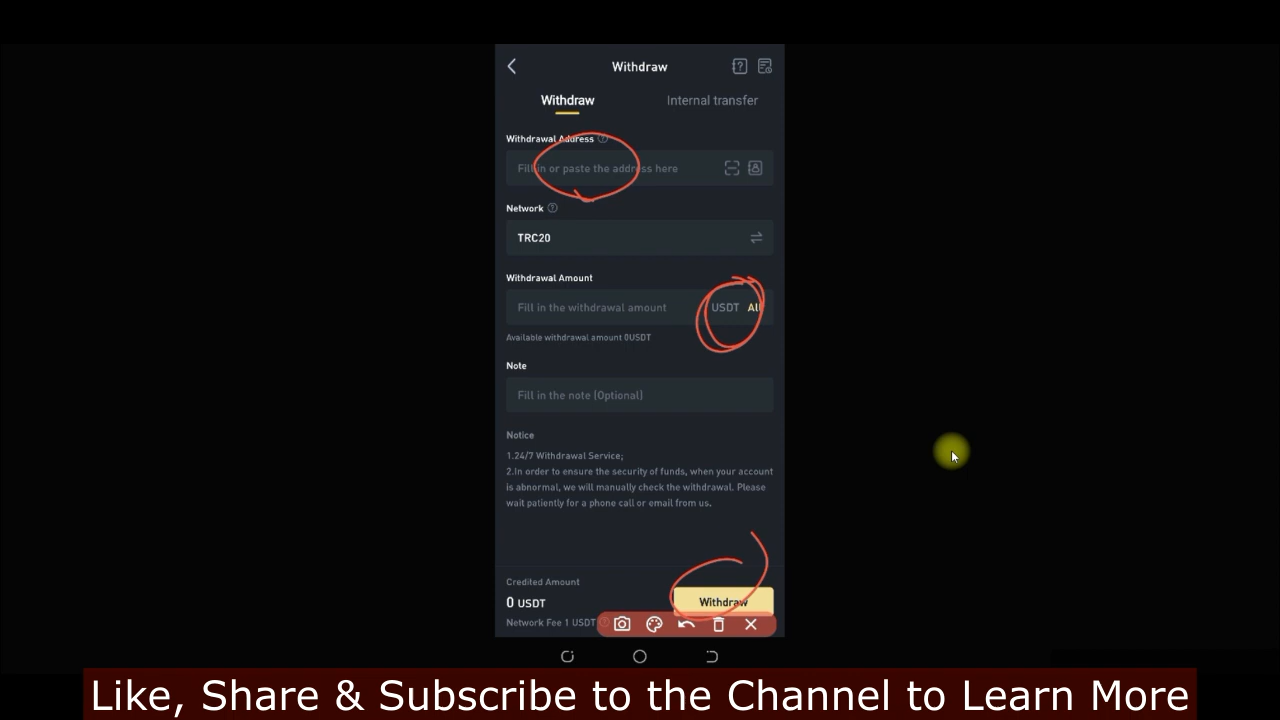 Withdraw
Withdraw Internal transfer
Withdrawal Address
Fill in or paste the address here
Network
TRC20
Withdrawal Amount
Fill in the withdrawal amount USDT All
Available withdrawal amount 0USDT
Note
Fill in the note (Optional)
Notice
1.24/7 Withdrawal Service;
2.In order to ensure the security of funds, when your account
is abnormal, we will manually check the withdrawal. Please
wait patiently for a phone call or email from us.
Credited Amount
0 USDT
Withdraw
Network Fee 1 USDT
Like, Share & Subscribe to the Channel to Learn More